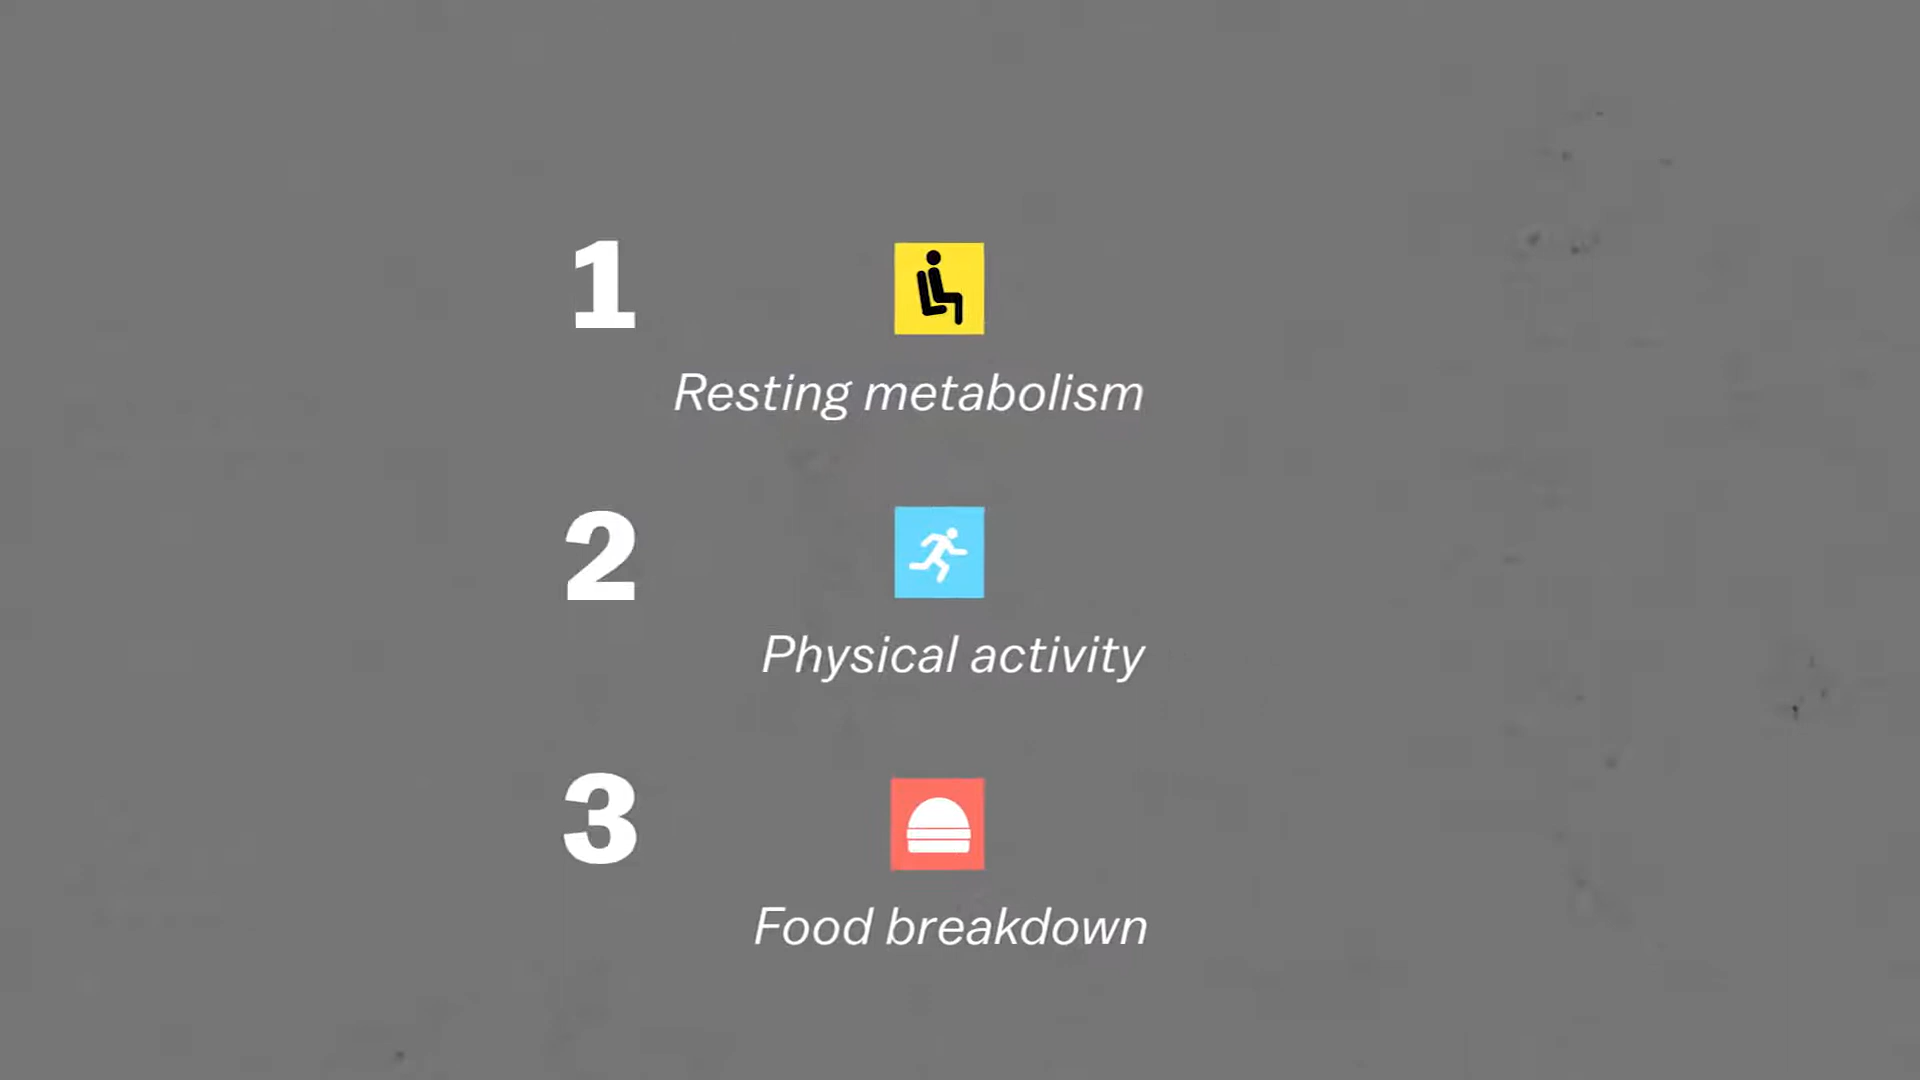 1
Resting metabolism
2
Physical activity
3
Food breakdown